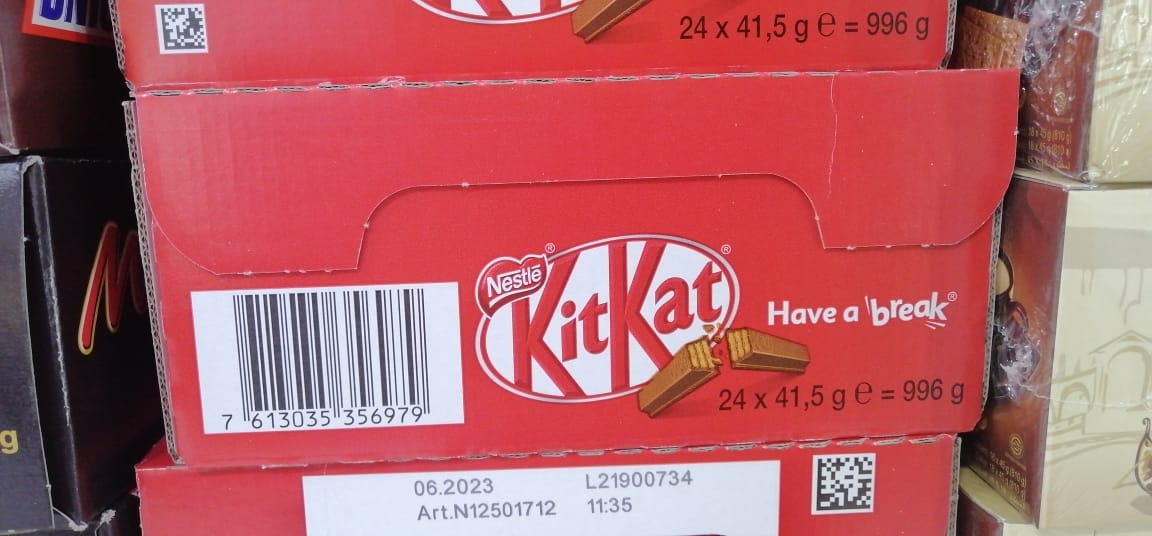 24 x 41,5 g e = 996 g
Nestlé®
KitKat®
Have a break®
24 x 41,5 g e = 996 g
7 613035 356979
06.2023 L21900734
Art.N12501712 11:35
M
g